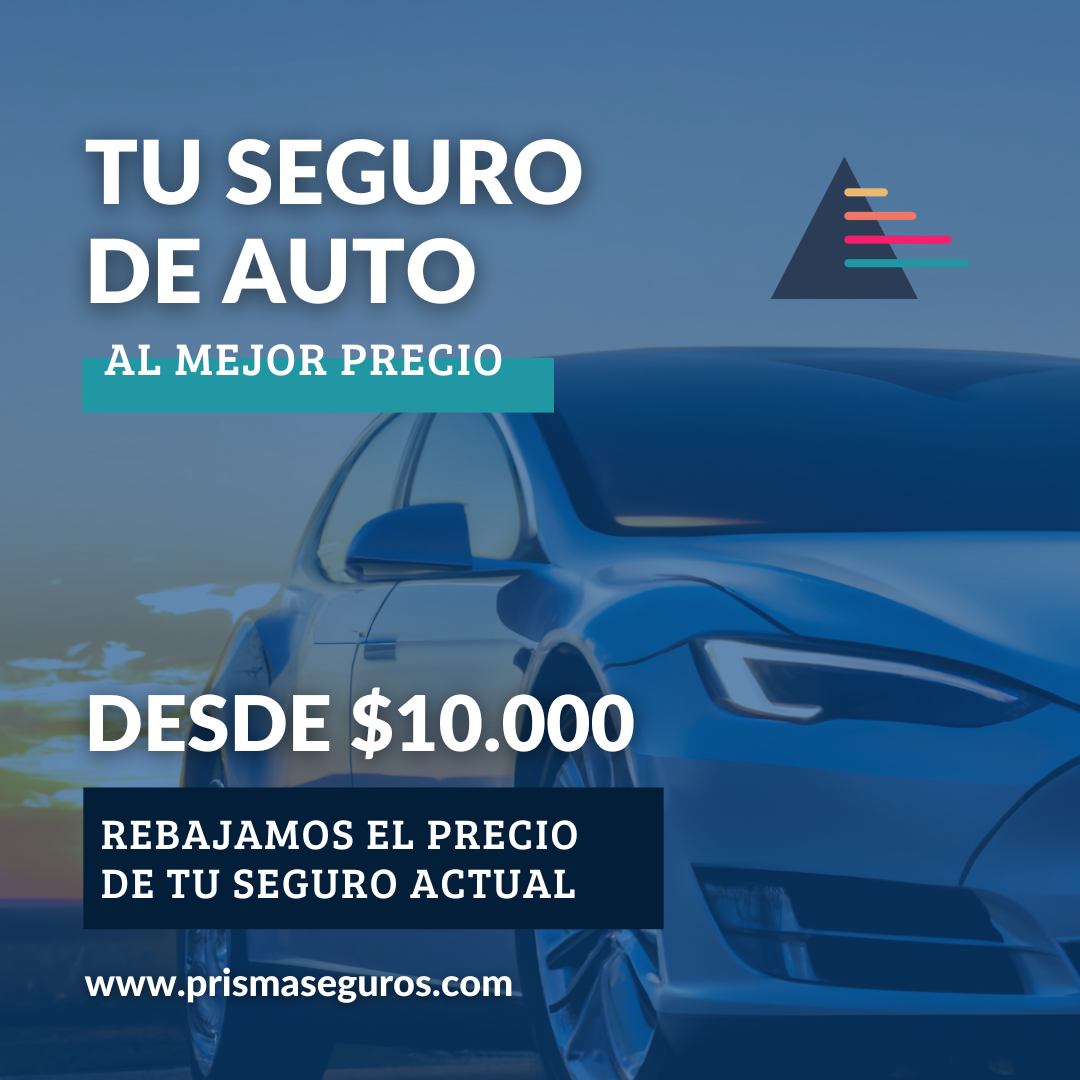 TU SEGURO
DE AUTO
AL MEJOR PRECIO
DESDE $10.000
REBAJAMOS EL PRECIO
DE TU SEGURO ACTUAL
www.prismaseguros.com